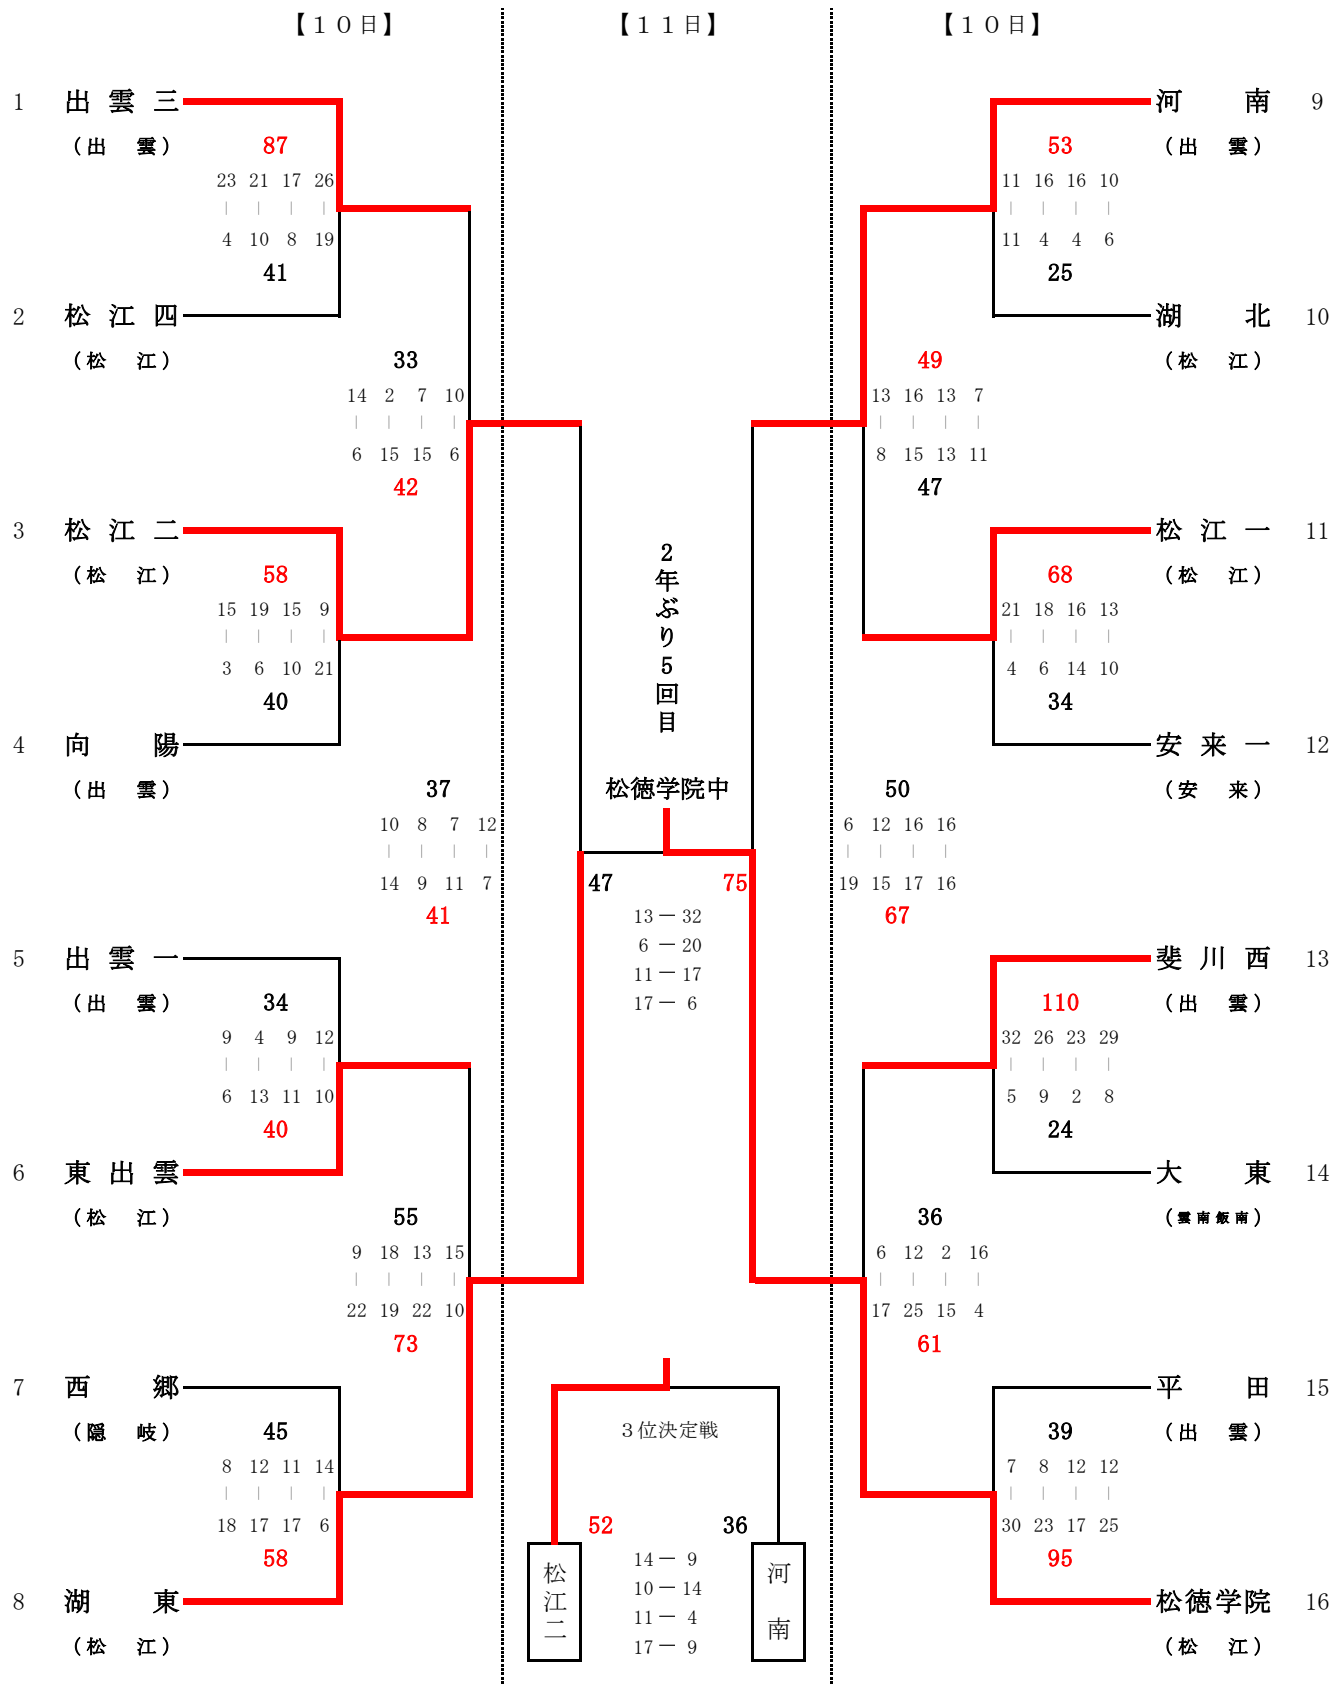 【１０日】 【１１日】 【１０日】
1 出雲三 河南 9
（出雲） 87 53 （出雲）
23 21 17 26 11 16 16 10
| | | | | | | |
4 10 8 19 11 4 4 6
41 25
2 松江四 湖北 10
（松江） 33 49 （松江）
14 2 7 10 13 16 13 7
| | | | | | | |
6 15 15 6 8 15 13 11
42 47
3 松江二 松江一 11
（松江） 58 68 （松江）
15 19 15 9 21 18 16 13
| | | | | | | |
3 6 10 21 4 6 14 10
40 34
2年ぶり5回目
4 向陽 安来一 12
（出雲） 37 松徳学院中 50 （安来）
10 8 7 12 6 12 16 16
| | | | | | | |
14 9 11 7 19 15 17 16
41 67
47 75
13－32
6－20
11－17
17－6
5 出雲一 斐川西 13
（出雲） 34 110 （出雲）
9 4 9 12 32 26 23 29
| | | | | | | |
6 13 11 10 5 9 2 8
40 24
6 東出雲 大東 14
（松江） 55 36 （雲南飯南）
9 18 13 15 6 12 2 16
| | | | | | | |
22 19 22 10 17 25 15 4
73 61
7 西郷 平田 15
（隠岐） 45 39 （出雲）
8 12 11 14 7 8 12 12
| | | | | | | |
18 17 17 6 30 23 17 25
58 95
8 湖東 松徳学院 16
（松江） （松江）
３位決定戦
52 36
松江二 河南
14－9
10－14
11－4
17－9